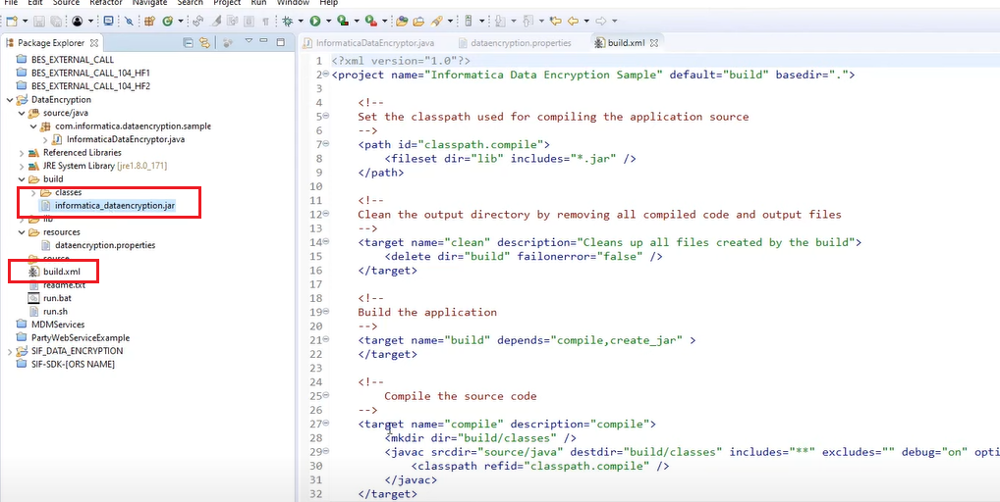 File Edit Source Refactor Navigate Search Project Run Window Help
Package Explorer
BES_EXTERNAL_CALL
BES_EXTERNAL_CALL_104_HF1
BES_EXTERNAL_CALL_104_HF2
DataEncryption
source/java
com.informatica.dataencryption.sample
InformaticaDataEncryptor.java
Referenced Libraries
JRE System Library [jre1.8.0_171]
build
classes
informatica_dataencryption.jar
lib
resources
dataencryption.properties
source
build.xml
readme.txt
run.bat
run.sh
MDMServices
PartyWebServiceExample
SIF_DATA_ENCRYPTION
SIF-SDK-[ORS NAME]
InformaticaDataEncryptor.java dataencryption.properties build.xml
1 <?xml version="1.0"?>
2 <project name="Informatica Data Encryption Sample" default="build" basedir=".">
3
4 <!--
5 Set the classpath used for compiling the application source
6 -->
7 <path id="classpath.compile">
8 <fileset dir="lib" includes="*.jar" />
9 </path>
10
11 <!--
12 Clean the output directory by removing all compiled code and output files
13 -->
14 <target name="clean" description="Cleans up all files created by the build">
15 <delete dir="build" failonerror="false" />
16 </target>
17
18 <!--
19 Build the application
20 -->
21 <target name="build" depends="compile,create_jar" >
22 </target>
23
24 <!--
25 Compile the source code
26 -->
27 <target name="compile" description="compile">
28 <mkdir dir="build/classes" />
29 <javac srcdir="source/java" destdir="build/classes" includes="**" excludes="" debug="on" opti
30 <classpath refid="classpath.compile" />
31 </javac>
32 </target>